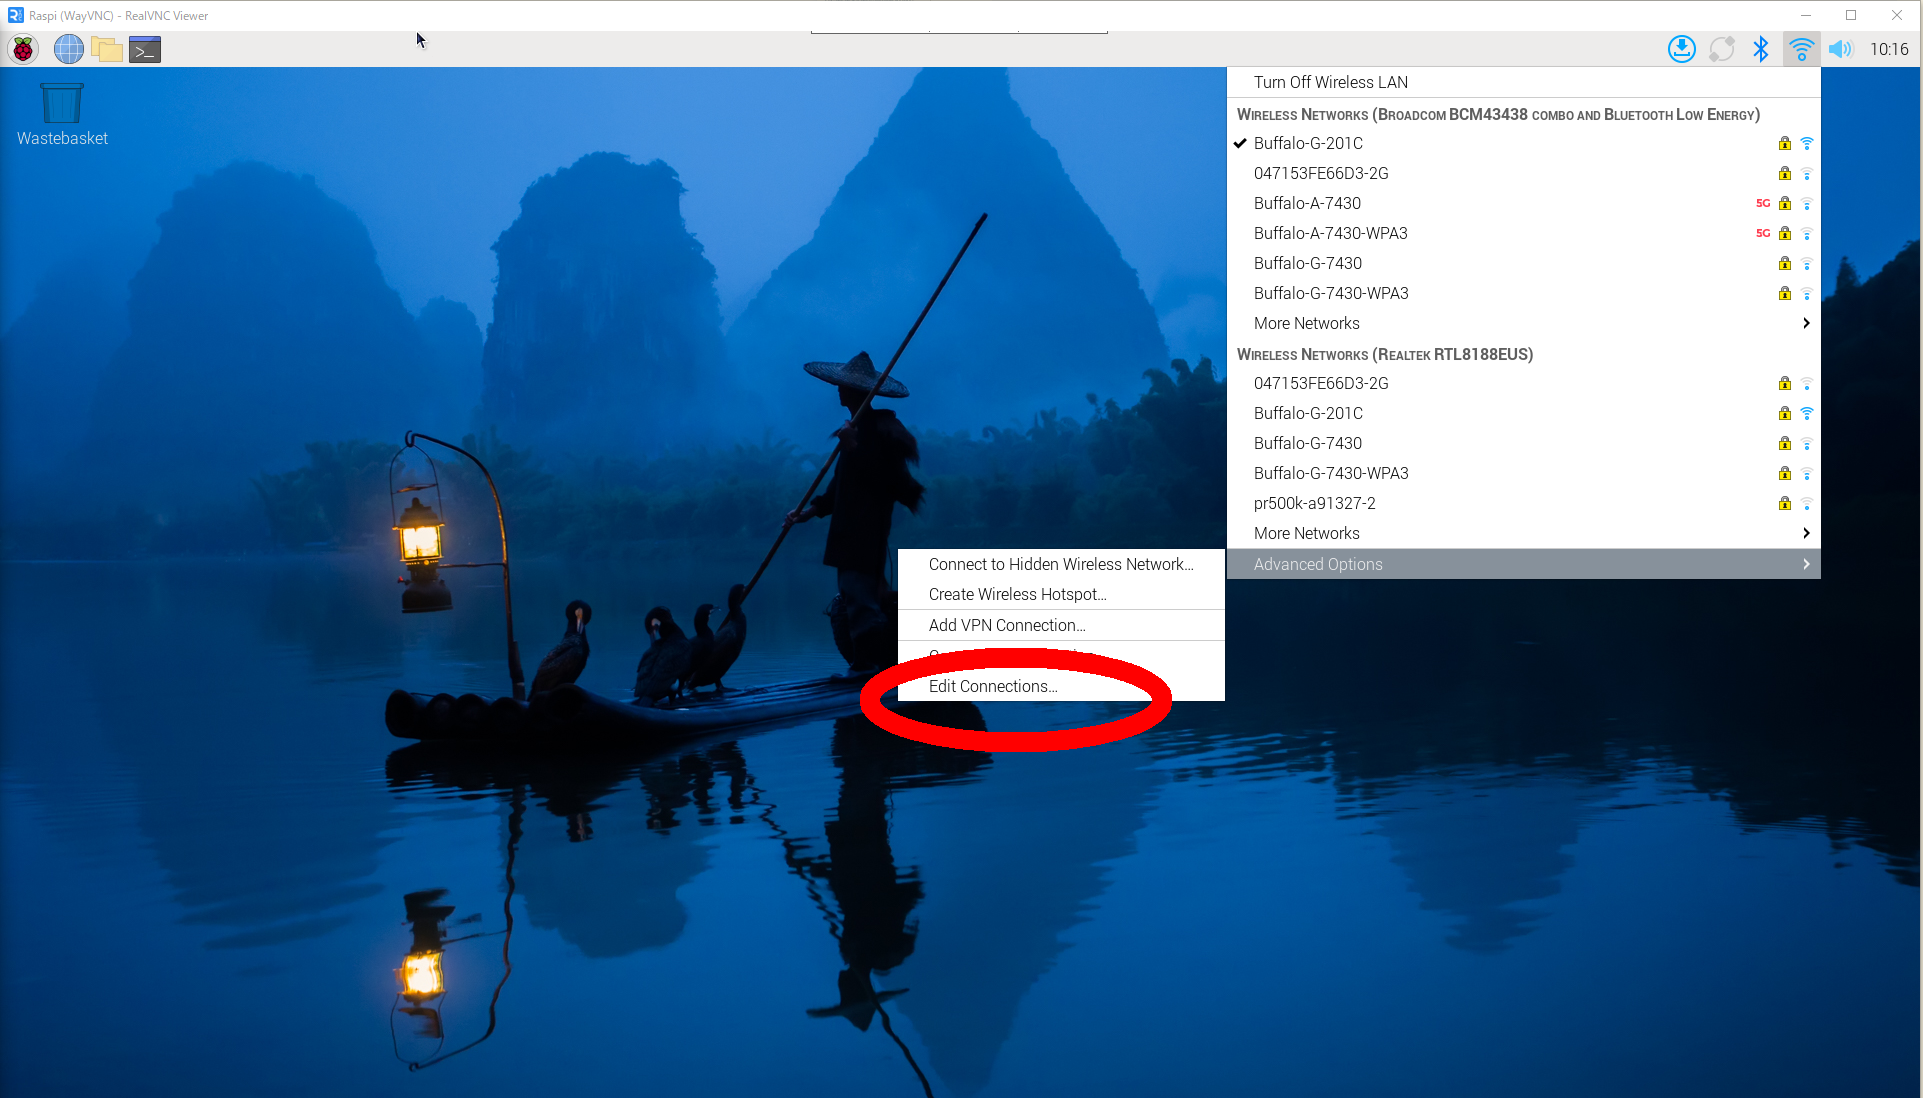 Raspi (WayVNC) - RealVNC Viewer
10:16
Wastebasket
Turn Off Wireless LAN
Wireless Networks (Broadcom BCM43438 combo and Bluetooth Low Energy)
Buffalo-G-201C
047153FE66D3-2G
Buffalo-A-7430 5G
Buffalo-A-7430-WPA3 5G
Buffalo-G-7430
Buffalo-G-7430-WPA3
More Networks
Wireless Networks (Realtek RTL8188EUS)
047153FE66D3-2G
Buffalo-G-201C
Buffalo-G-7430
Buffalo-G-7430-WPA3
pr500k-a91327-2
More Networks
Advanced Options
Connect to Hidden Wireless Network...
Create Wireless Hotspot...
Add VPN Connection...
Edit Connections...